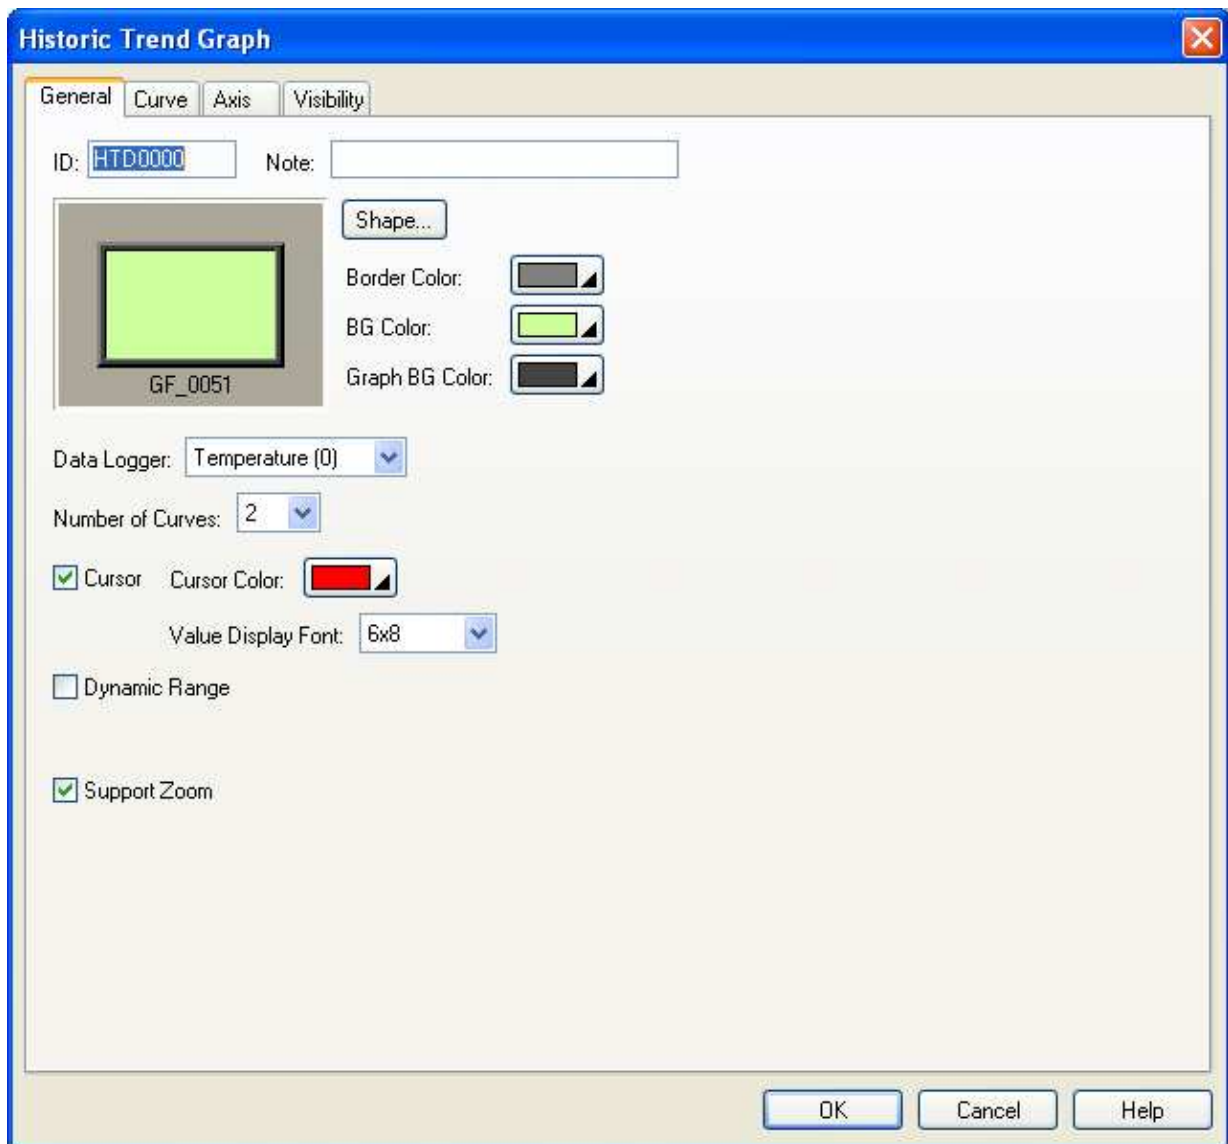 Historic Trend Graph
General Curve Axis Visibility
ID: HTD0000 Note:
Shape...
Border Color:
BG Color:
Graph BG Color:
GF_0051
Data Logger: Temperature (0)
Number of Curves: 2
Cursor Cursor Color:
Value Display Font: 6x8
Dynamic Range
Support Zoom
OK Cancel Help